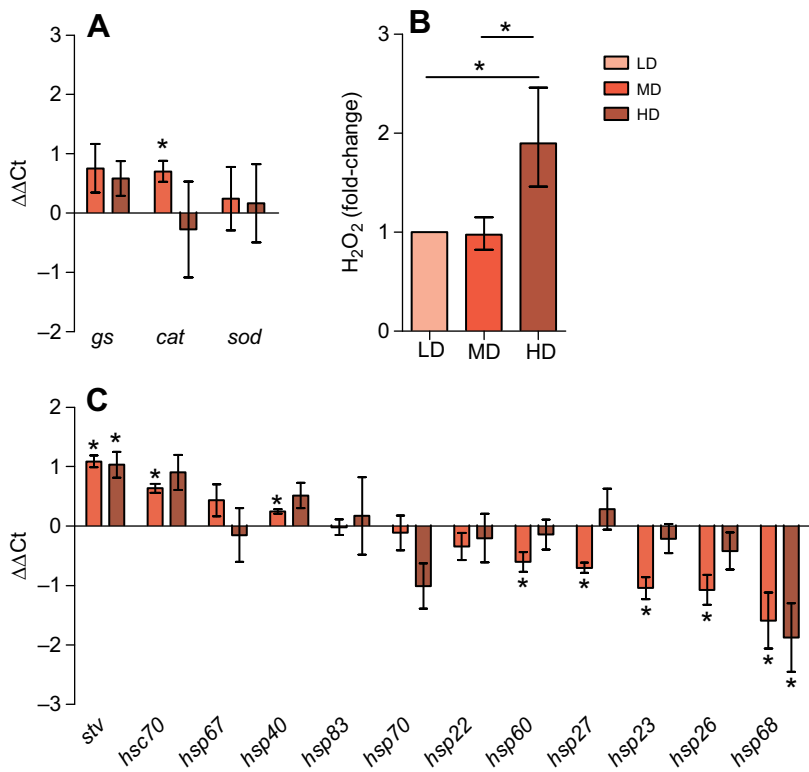 A
3
2
1
0
–1
–2
ΔΔCt
*
gs
cat
sod
B
3
2
1
0
H2O2 (fold-change)
*
*
LD
MD
HD
LD
MD
HD
C
2
1
0
–1
–2
–3
ΔΔCt
* * * *
* * * * * *
stv
hsc70
hsp67
hsp40
hsp83
hsp70
hsp22
hsp60
hsp27
hsp23
hsp26
hsp68